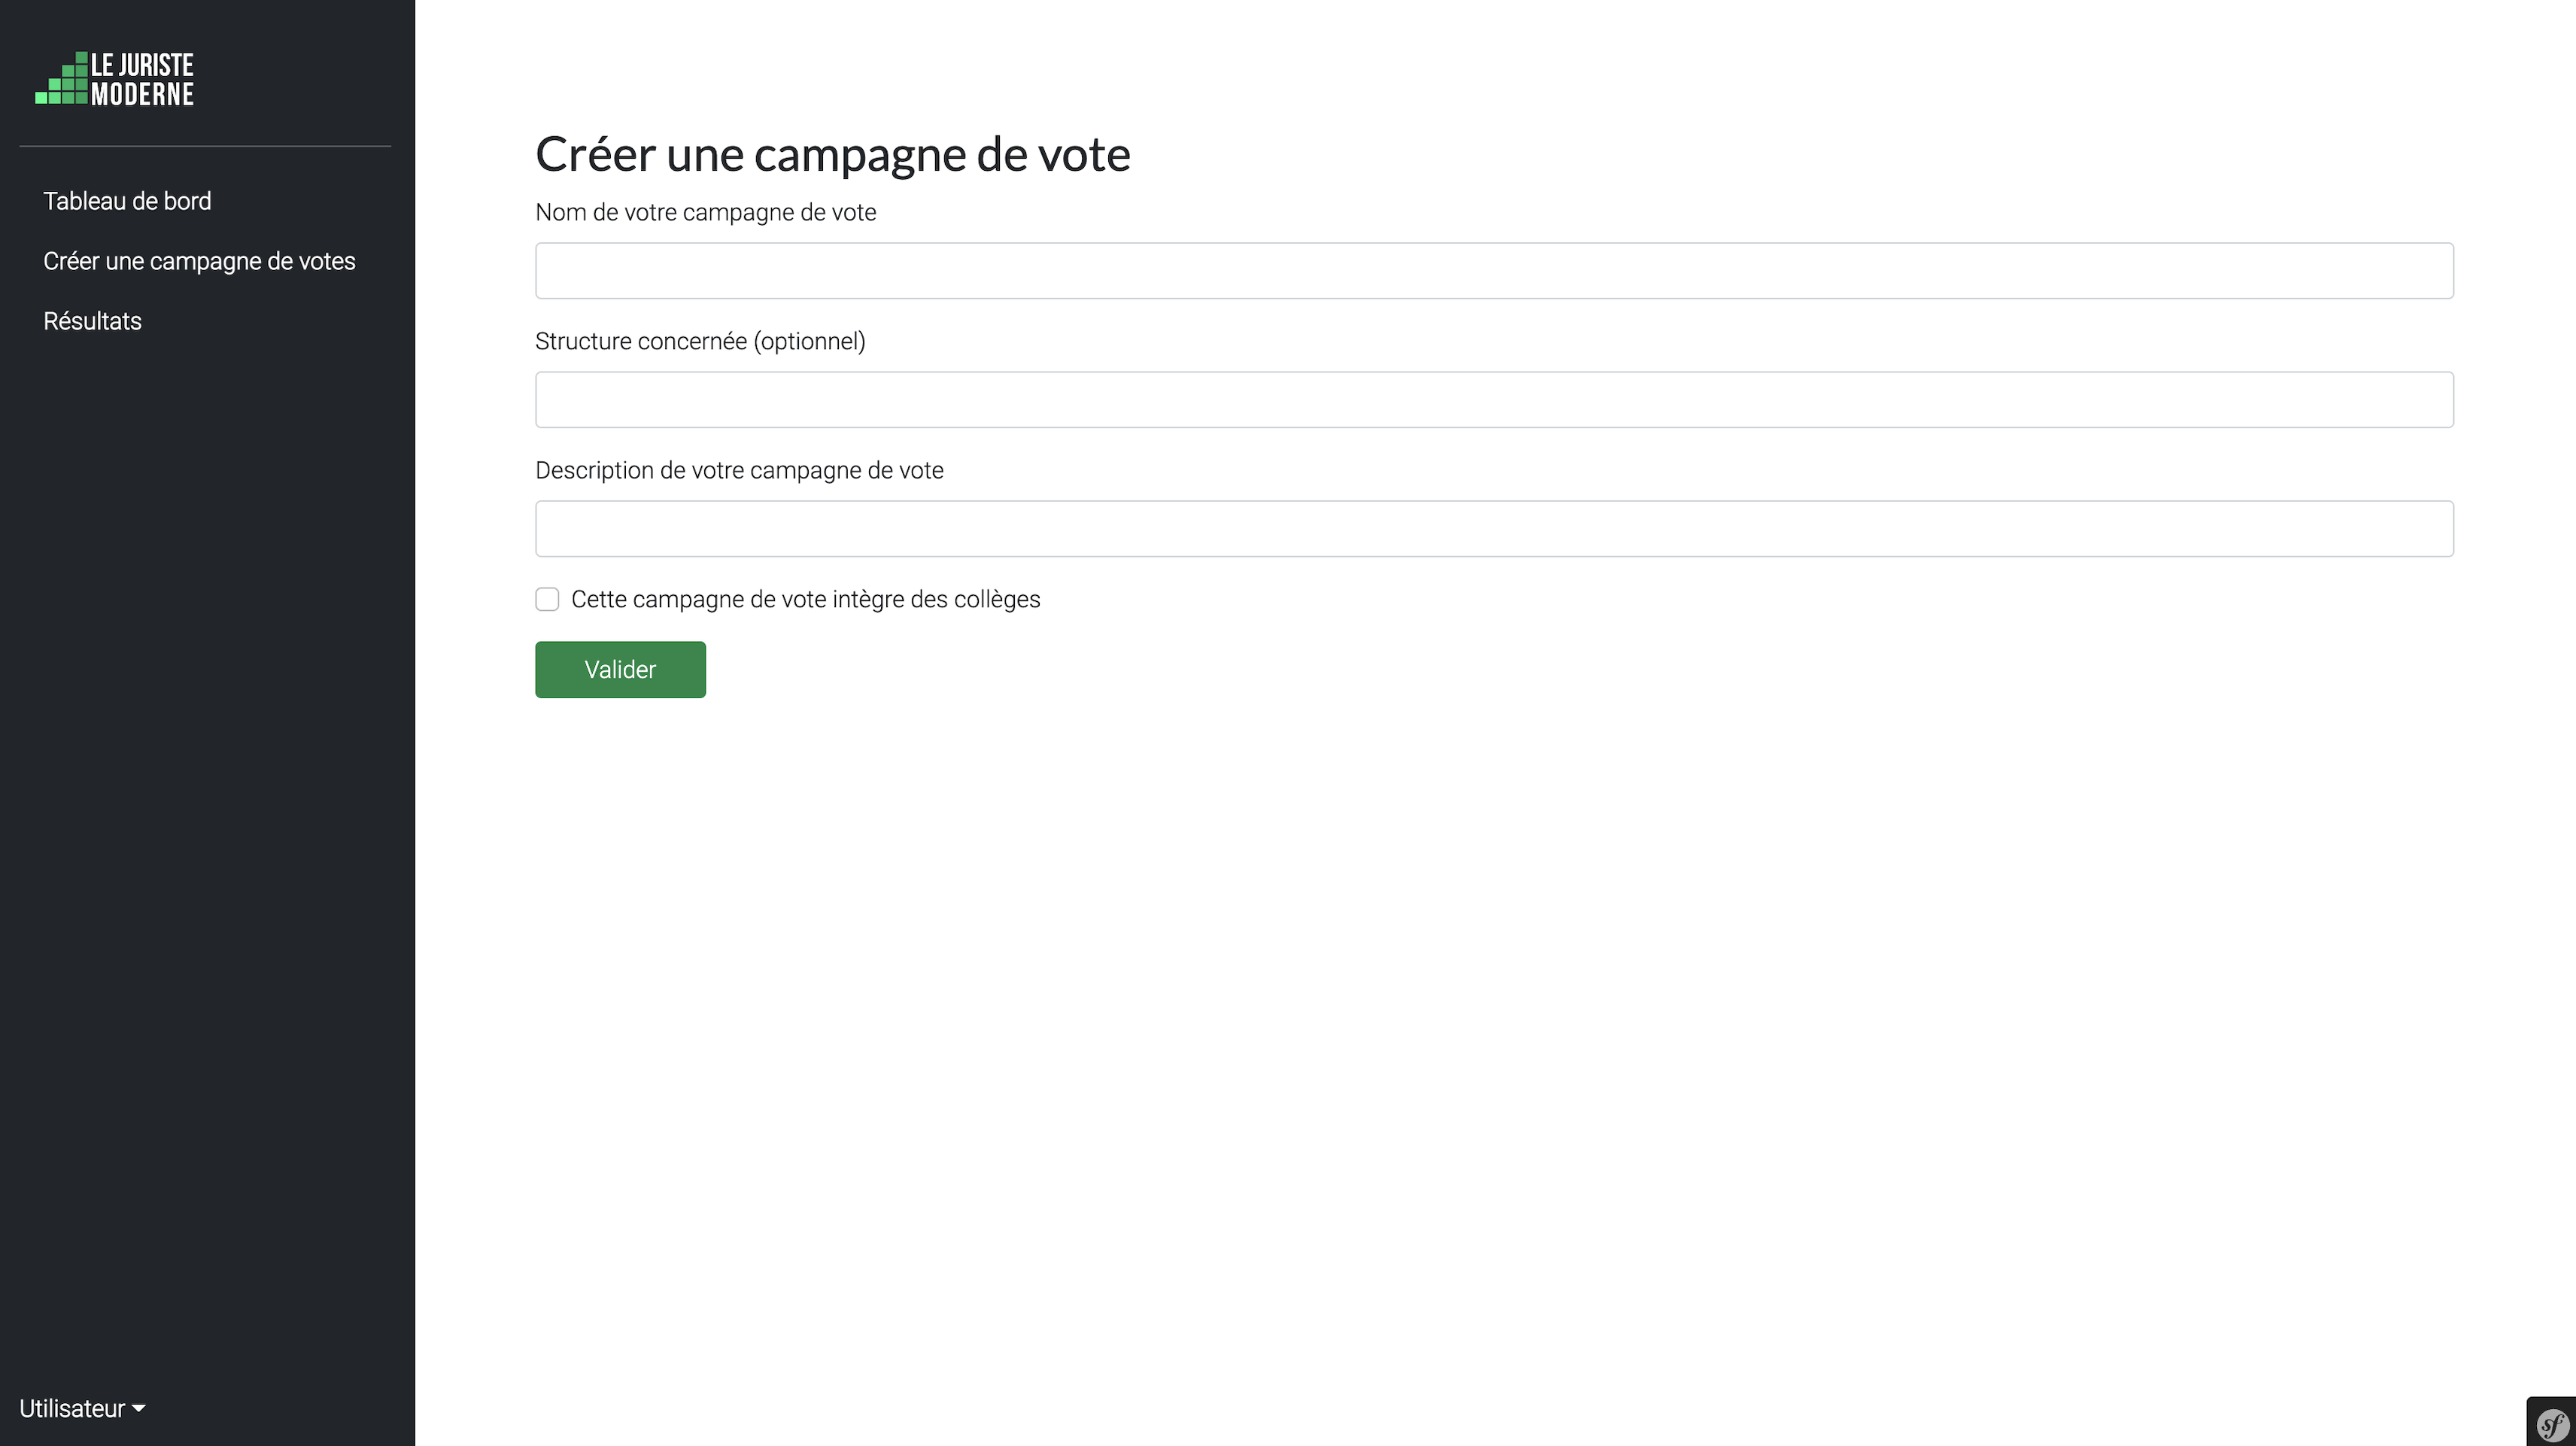 LE JURISTE
MODERNE
Tableau de bord
Créer une campagne de votes
Résultats
Utilisateur
Créer une campagne de vote
Nom de votre campagne de vote
Structure concernée (optionnel)
Description de votre campagne de vote
Cette campagne de vote intègre des collèges
Valider
sf